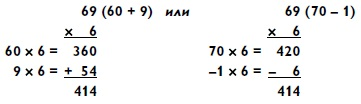 69 (60 + 9) или 69 (70 – 1)
x 6 x 6
60 x 6 = 360 70 x 6 = 420
9 x 6 = + 54 –1 x 6 = – 6
414 414